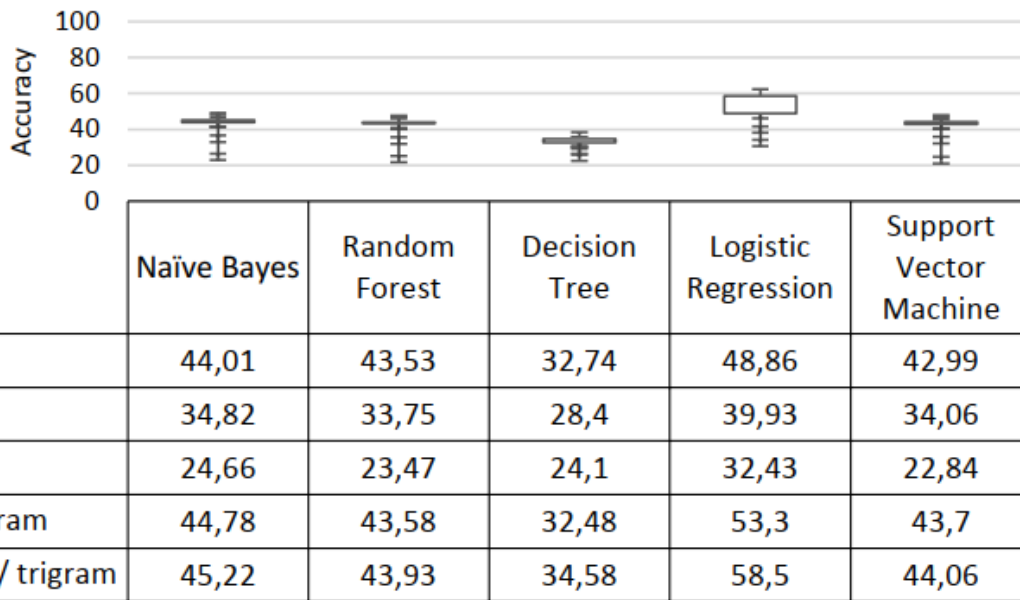 100
80
60
40
20
0
Accuracy
Naïve Bayes
Random
Forest
Decision
Tree
Logistic
Regression
Support
Vector
Machine
44,01 43,53 32,74 48,86 42,99
34,82 33,75 28,4 39,93 34,06
24,66 23,47 24,1 32,43 22,84
ram 44,78 43,58 32,48 53,3 43,7
/ trigram 45,22 43,93 34,58 58,5 44,06